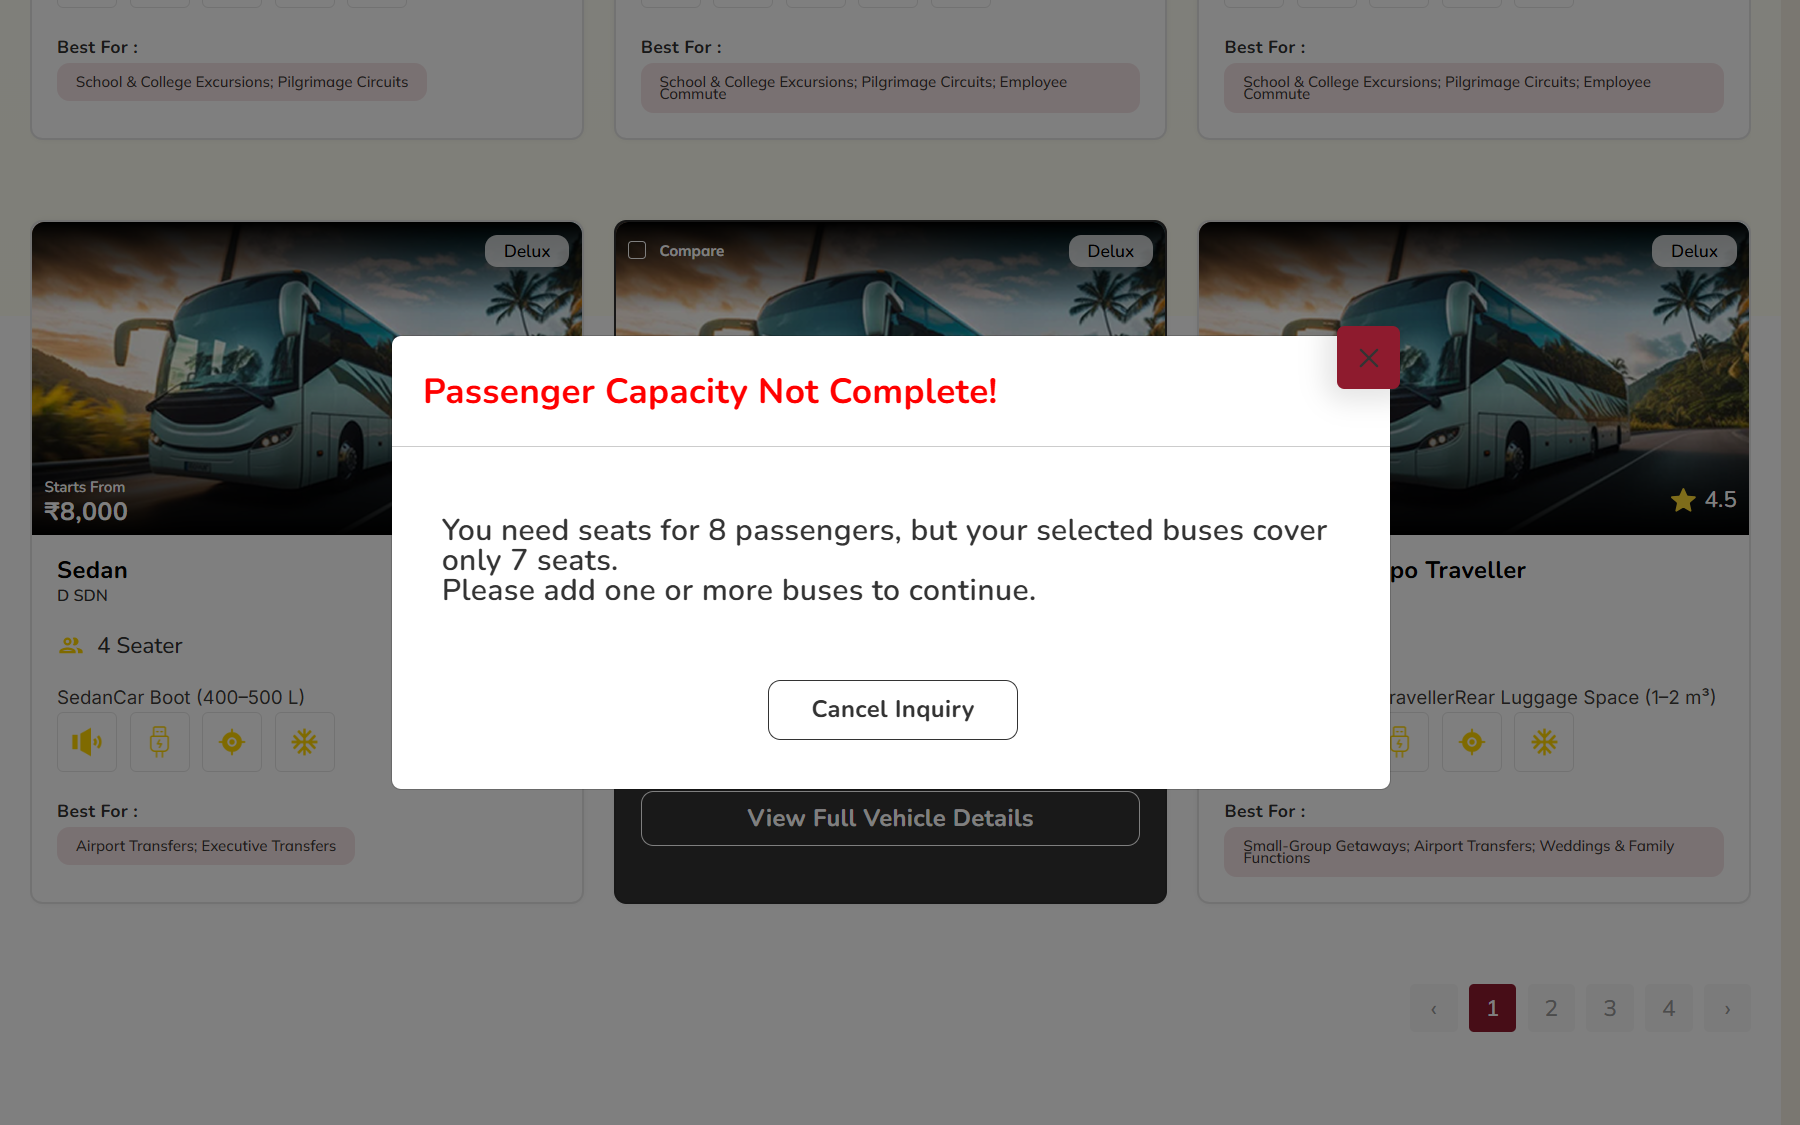 Best For :
School & College Excursions; Pilgrimage Circuits
Best For :
School & College Excursions; Pilgrimage Circuits; Employee
Commute
Best For :
School & College Excursions; Pilgrimage Circuits; Employee
Commute
Delux
Starts From
₹8,000
Sedan
D SDN
4 Seater
SedanCar Boot (400–500 L)
Best For :
Airport Transfers; Executive Transfers
Compare
Delux
View Full Vehicle Details
Delux
4.5
po Traveller
ravellerRear Luggage Space (1–2 m³)
Best For :
Small-Group Getaways; Airport Transfers; Weddings & Family
Functions
Passenger Capacity Not Complete!
You need seats for 8 passengers, but your selected buses cover
only 7 seats.
Please add one or more buses to continue.
Cancel Inquiry
‹ 1 2 3 4 ›